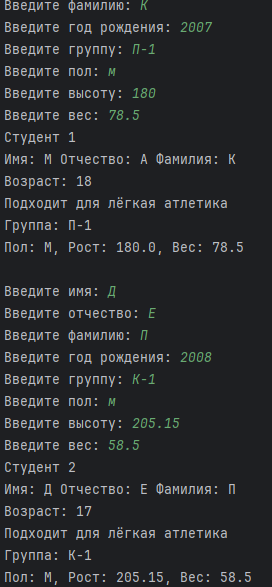 Введите фамилию: К
Введите год рождения: 2007
Введите группу: П-1
Введите пол: м
Введите высоту: 180
Введите вес: 78.5
Студент 1
Имя: М Отчество: А Фамилия: К
Возраст: 18
Подходит для лёгкая атлетика
Группа: П-1
Пол: М, Рост: 180.0, Вес: 78.5

Введите имя: Д
Введите отчество: Е
Введите фамилию: П
Введите год рождения: 2008
Введите группу: К-1
Введите пол: м
Введите высоту: 205.15
Введите вес: 58.5
Студент 2
Имя: Д Отчество: Е Фамилия: П
Возраст: 17
Подходит для лёгкая атлетика
Группа: К-1
Пол: М, Рост: 205.15, Вес: 58.5